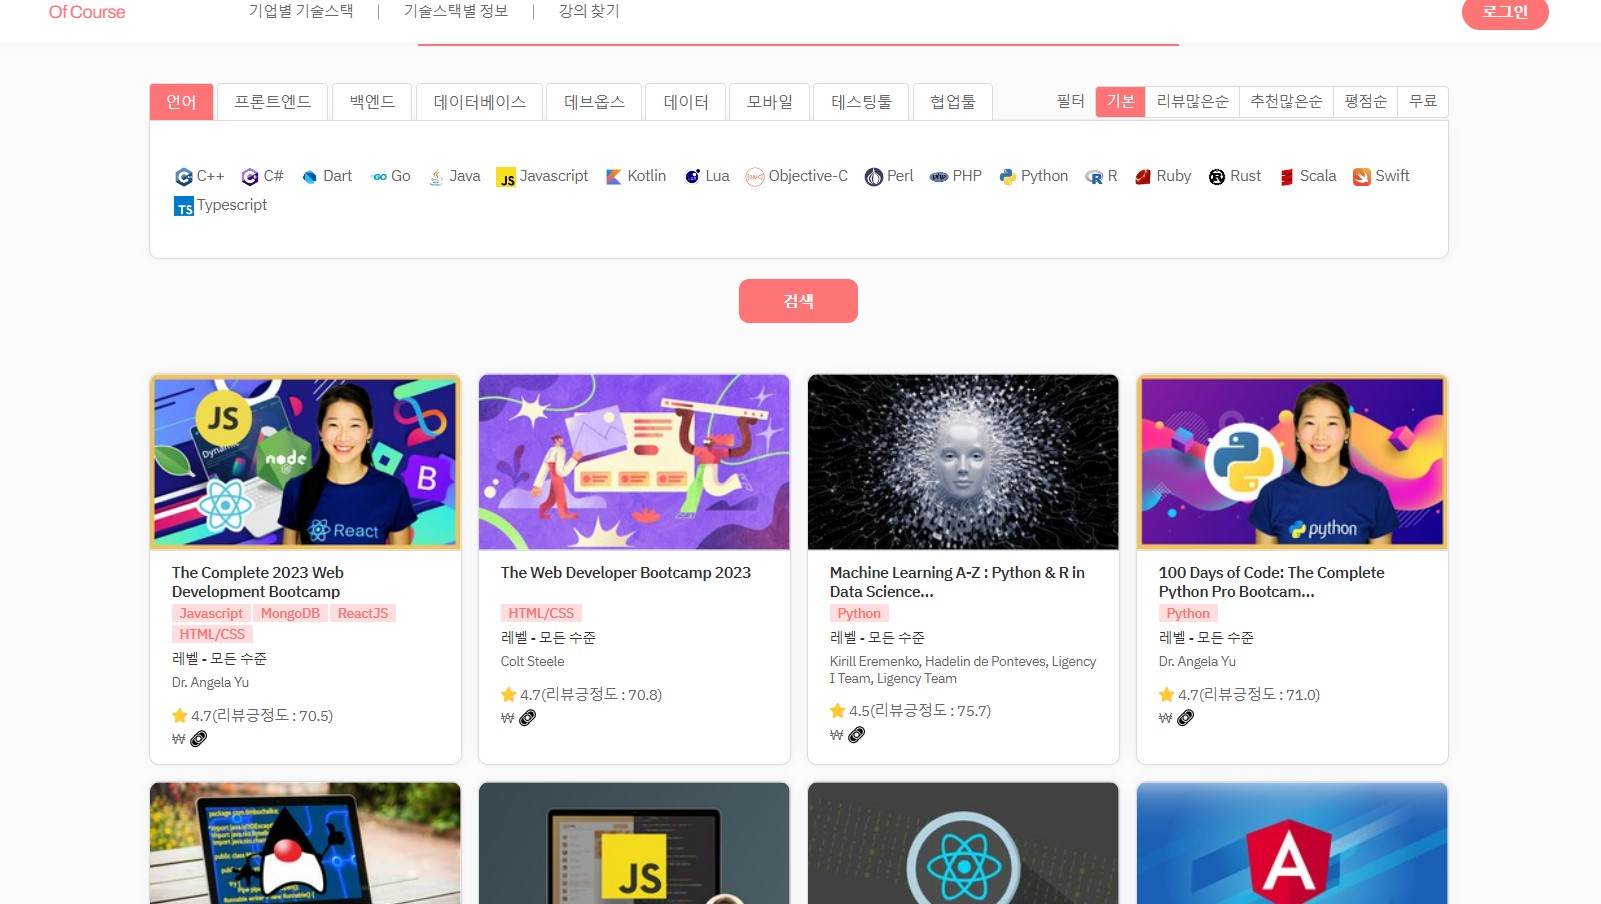 Of Course
기업별 기술스택 | 기술스택별 정보 | 강의 찾기
로그인
언어 프론트엔드 백엔드 데이터베이스 데브옵스 데이터 모바일 테스팅툴 협업툴
필터 기본 리뷰많은순 추천많은순 평점순 무료
C++ C# Dart GO Go Java JS Javascript Kotlin Lua Objective-C Perl php PHP Python R R Ruby Rust Scala Swift
TS Typescript
검색
JS
node
B
React
The Complete 2023 Web
Development Bootcamp
Javascript MongoDB ReactJS
HTML/CSS
레벨 - 모든 수준
Dr. Angela Yu
4.7(리뷰긍정도 : 70.5)
₩
The Web Developer Bootcamp 2023
HTML/CSS
레벨 - 모든 수준
Colt Steele
4.7(리뷰긍정도 : 70.8)
₩
Machine Learning A-Z : Python & R in
Data Science...
Python
레벨 - 모든 수준
Kirill Eremenko, Hadelin de Ponteves, Ligency
I Team, Ligency Team
4.5(리뷰긍정도 : 75.7)
₩
python
100 Days of Code: The Complete
Python Pro Bootcam...
Python
레벨 - 모든 수준
Dr. Angela Yu
4.7(리뷰긍정도 : 71.0)
₩
JS
A